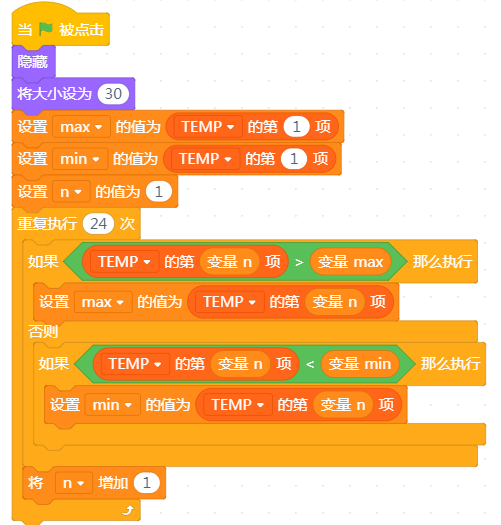 当 被点击
隐藏
将大小设为 30
设置 max 的值为 TEMP 的第 1 项
设置 min 的值为 TEMP 的第 1 项
设置 n 的值为 1
重复执行 24 次
如果 TEMP 的第 变量 n 项 > 变量 max 那么执行
设置 max 的值为 TEMP 的第 变量 n 项
否则
如果 TEMP 的第 变量 n 项 < 变量 min 那么执行
设置 min 的值为 TEMP 的第 变量 n 项
将 n 增加 1